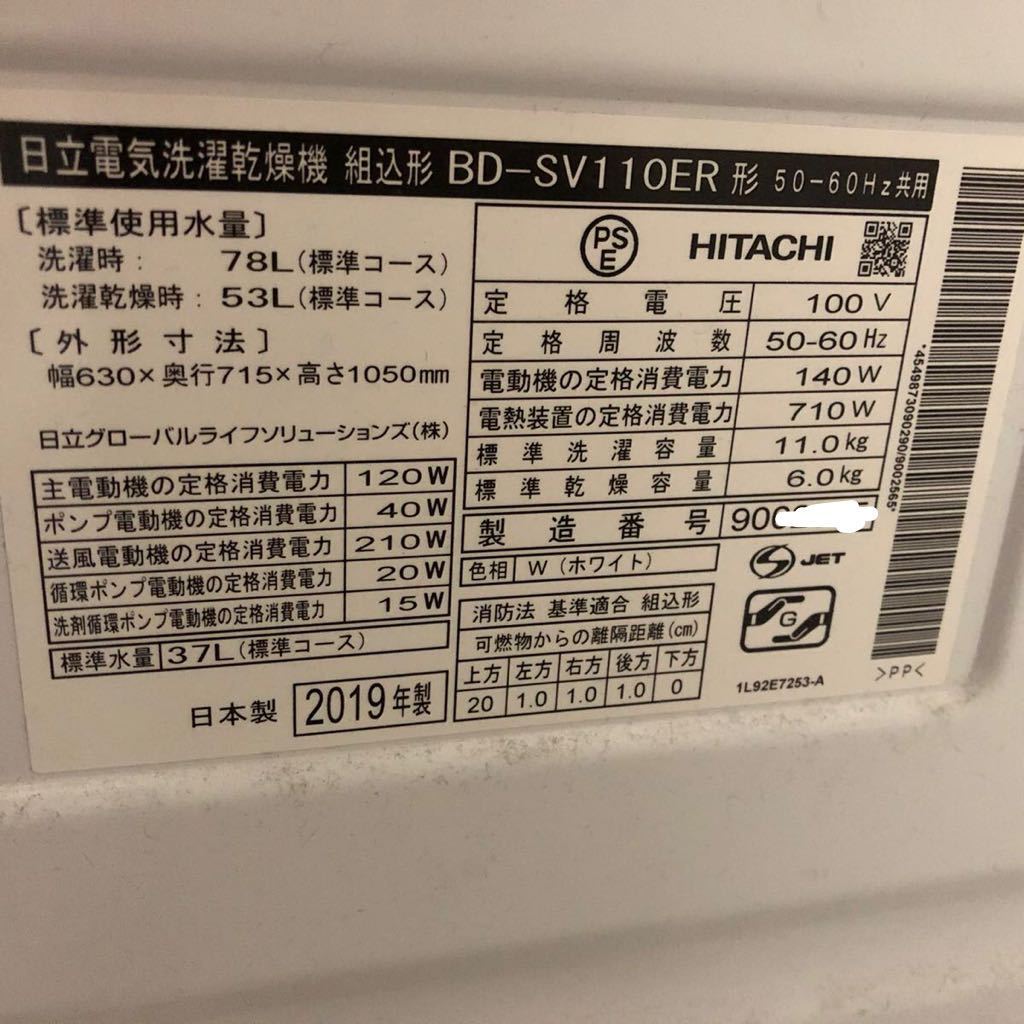 日立電気洗濯乾燥機 組込形 BD-SV110ER 形 50-60Hz共用
〔標準使用水量〕
洗濯時： 78L(標準コース)
洗濯乾燥時：53L(標準コース)
〔外形寸法〕
幅630×奥行715×高さ1050mm
日立グローバルライフソリューションズ(株)
主電動機の定格消費電力 120W
ポンプ電動機の定格消費電力 40W
送風電動機の定格消費電力 210W
循環ポンプ電動機の定格消費電力 20W
洗剤循環ポンプ電動機の定格消費電力 15W
標準水量 37L(標準コース)
日本製 2019年製
PSE HITACHI
定格電圧 100V
定格周波数 50-60Hz
電動機の定格消費電力 140W
電熱装置の定格消費電力 710W
標準洗濯容量 11.0kg
標準乾燥容量 6.0kg
製造番号 900
色相 W（ホワイト）
S JET
消防法 基準適合 組込形
可燃物からの離隔距離(cm)
上方 左方 右方 後方 下方
20 1.0 1.0 1.0 0
G
1L92E7253-A
*4549873090290/9002565*
>PP<